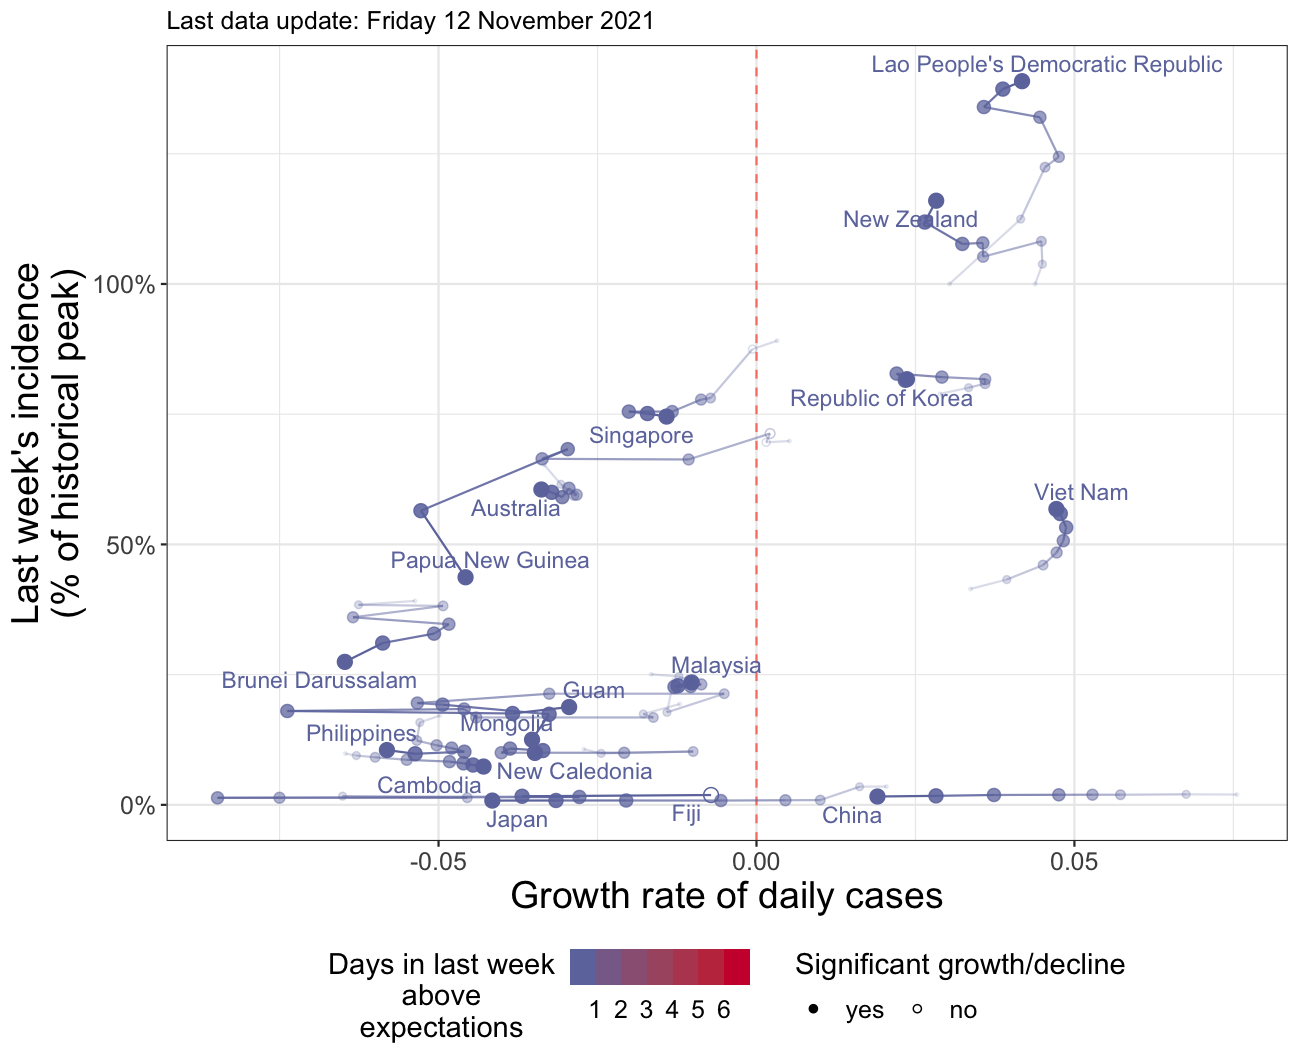 Last data update: Friday 12 November 2021
Lao People's Democratic Republic
New Zealand
Republic of Korea
Singapore
Viet Nam
Australia
Papua New Guinea
Brunei Darussalam
Malaysia
Guam
Mongolia
Philippines
New Caledonia
Cambodia
Fiji
China
Japan
Last week's incidence
(% of historical peak)
100%
50%
0%
-0.05
0.00
0.05
Growth rate of daily cases
Days in last week
above
expectations
1 2 3 4 5 6
Significant growth/decline
yes
no